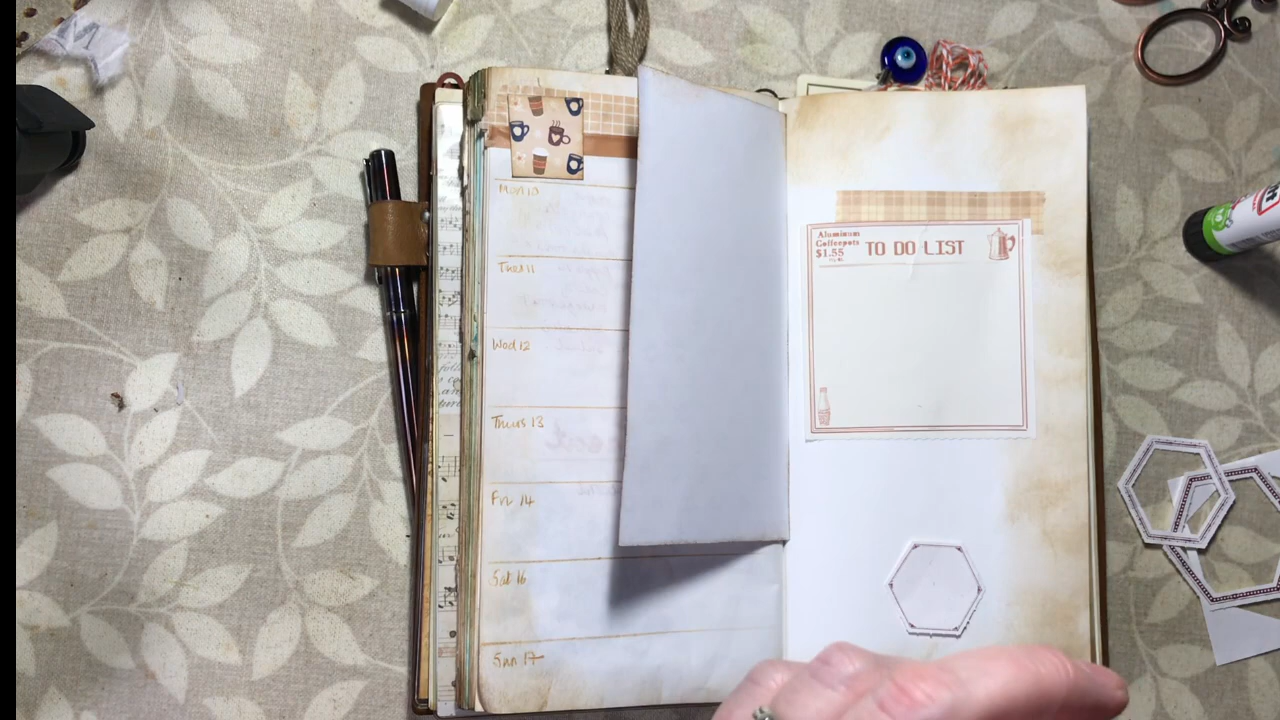 Mon 10
Tues 11
Wed 12
Thurs 13
Fri 14
Sat 16
Sun 17
Aluminum
Coffeepots
$1.55
TO DO LIST